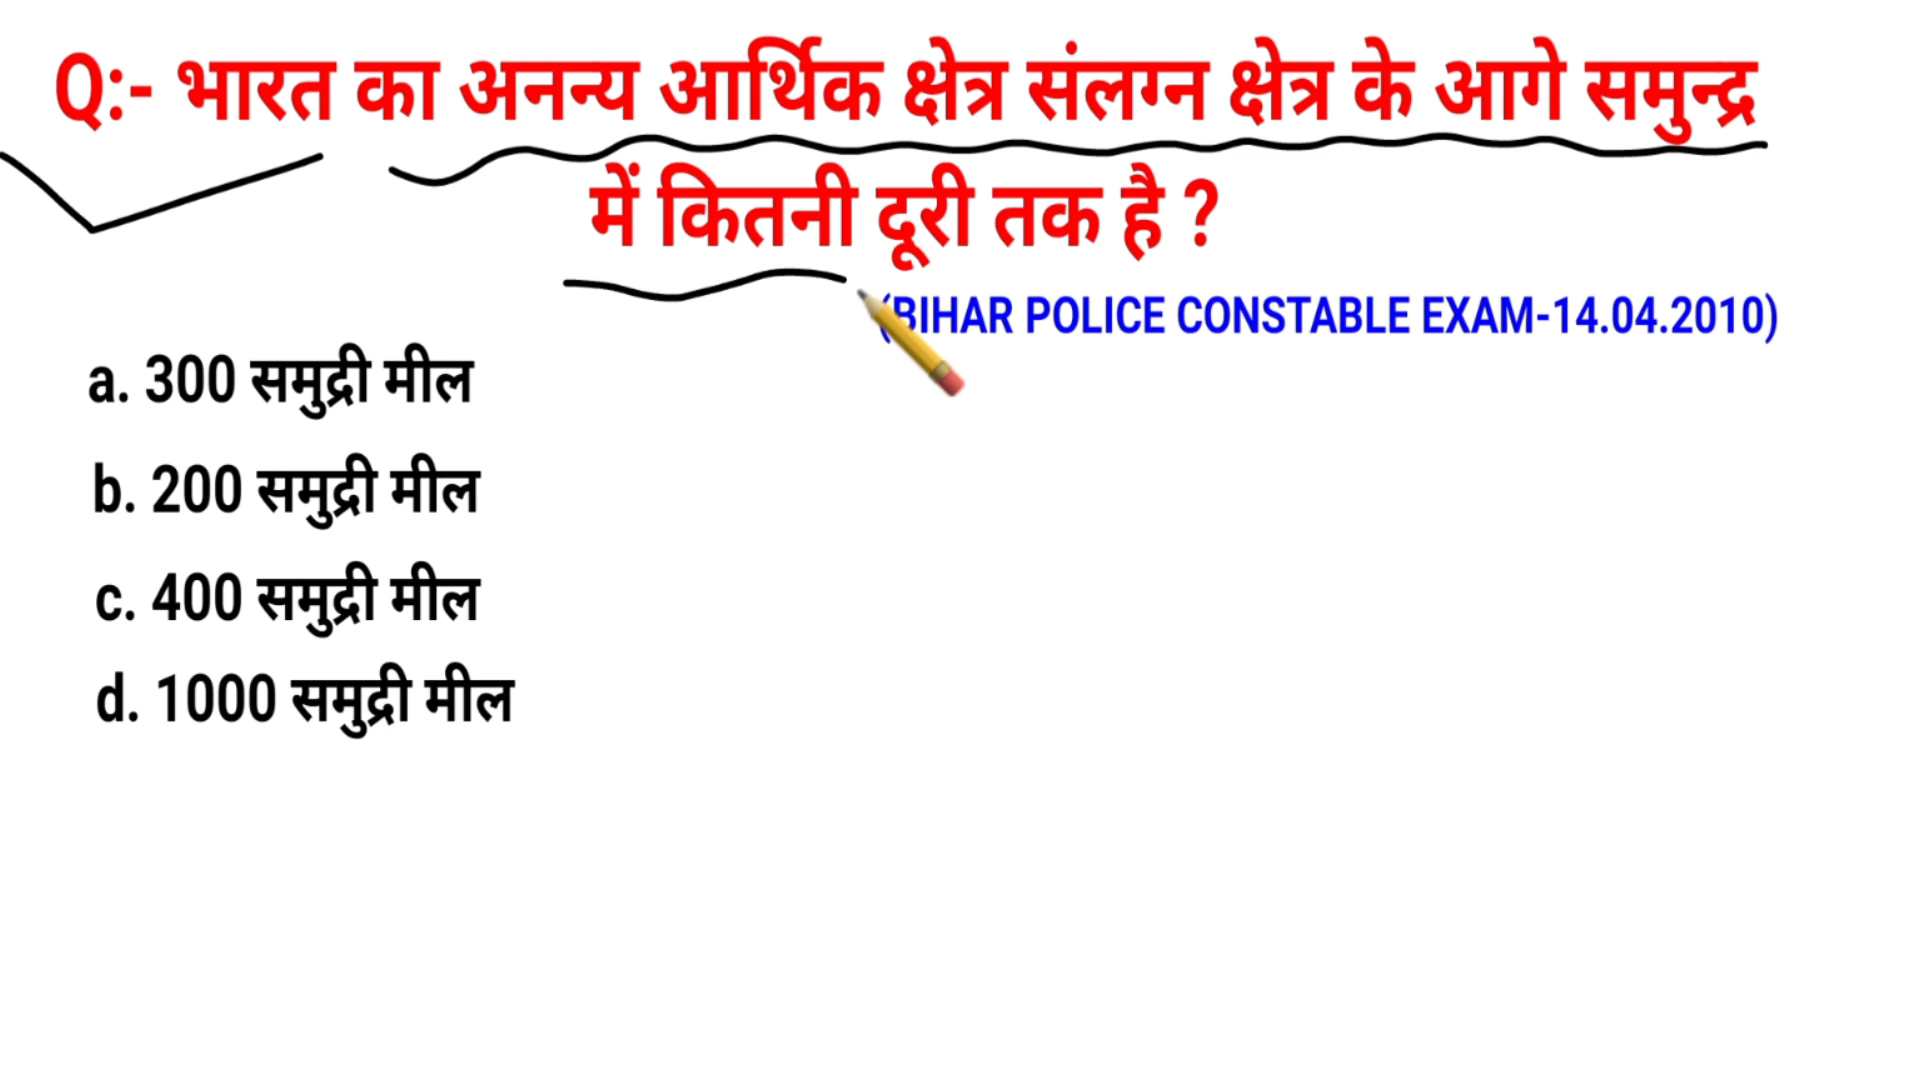 Q:- भारत का अनन्य आर्थिक क्षेत्र संलग्न क्षेत्र के आगे समुन्द्र
में कितनी दूरी तक है ?
(BIHAR POLICE CONSTABLE EXAM-14.04.2010)
a. 300 समुद्री मील
b. 200 समुद्री मील
c. 400 समुद्री मील
d. 1000 समुद्री मील